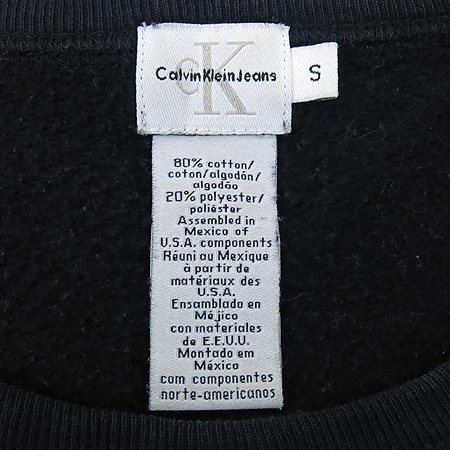 CK
CalvinKleinJeans
S
80% cotton/
coton/algodón/
algodão
20% polyester/
poliéster
Assembled in
Mexico of
U.S.A. components
Réuni au Mexique
à partir de
matériaux des
U.S.A.
Ensamblado en
Méjico
con materiales
de E.E.U.U.
Montado em
México
com componentes
norte-americanos